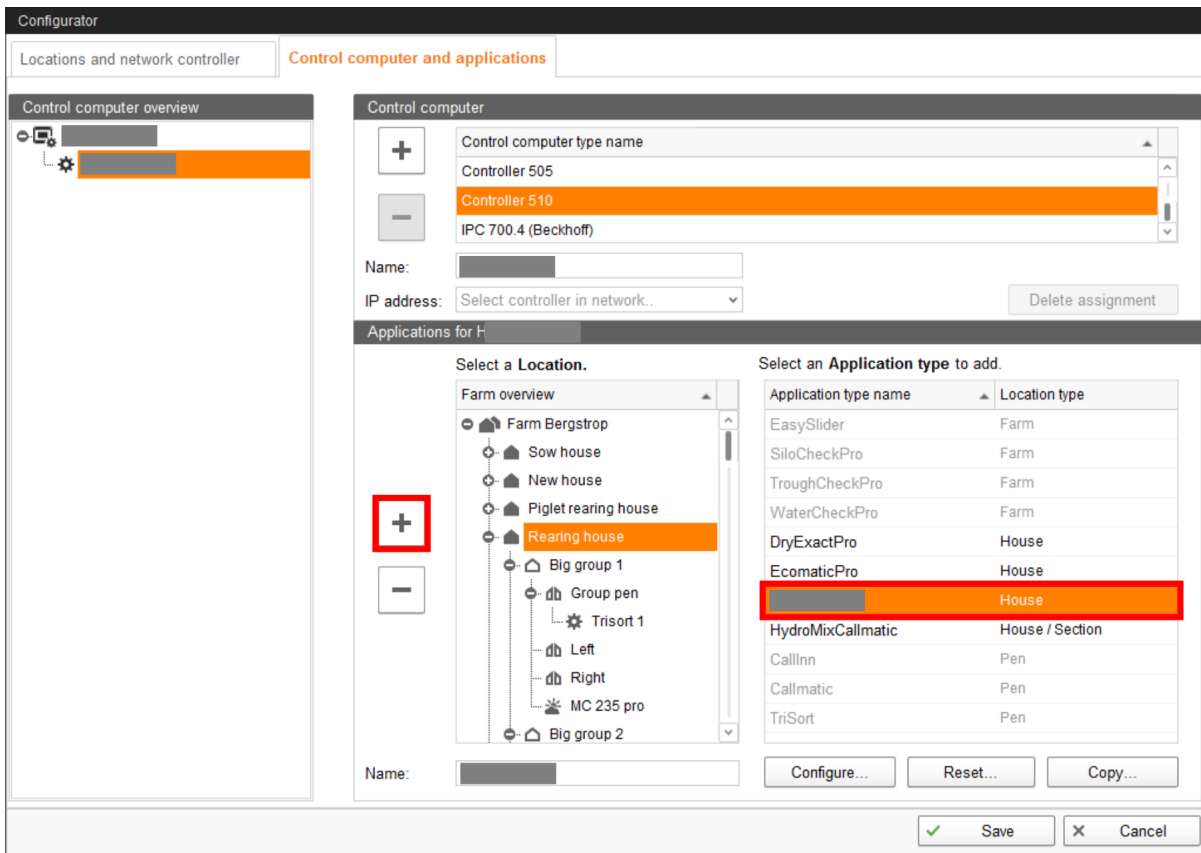 Configurator
Locations and network controller
Control computer and applications
Control computer overview
Control computer
Control computer type name
Controller 505
Controller 510
IPC 700.4 (Beckhoff)
Name:
IP address:
Select controller in network..
Delete assignment
Applications for H
Select a Location.
Farm overview
Farm Bergstrop
Sow house
New house
Piglet rearing house
Rearing house
Big group 1
Group pen
Trisort 1
Left
Right
MC 235 pro
Big group 2
Name:
Select an Application type to add.
Application type name Location type
EasySlider Farm
SiloCheckPro Farm
TroughCheckPro Farm
WaterCheckPro Farm
DryExactPro House
EcomaticPro House
House
HydroMixCallmatic House / Section
CallInn Pen
Callmatic Pen
TriSort Pen
Configure... Reset... Copy...
Save Cancel